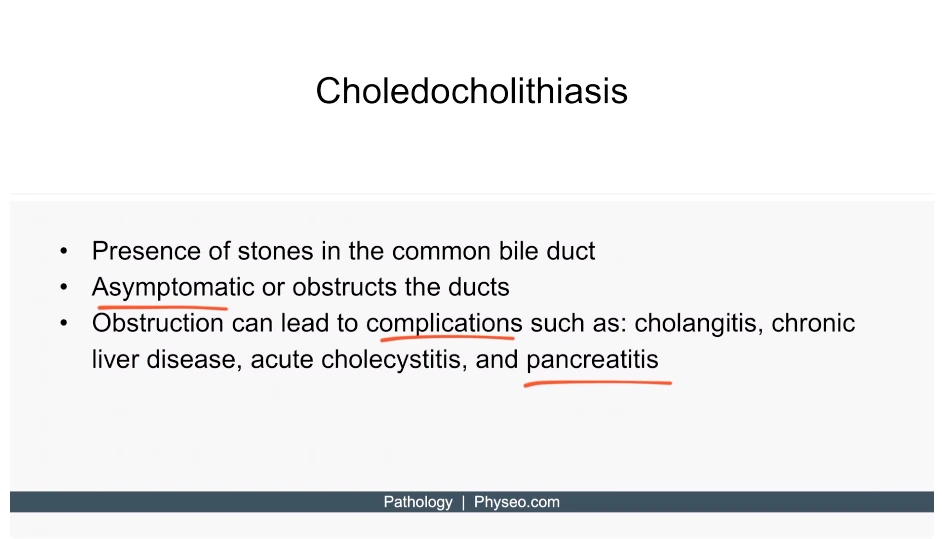 Choledocholithiasis
• Presence of stones in the common bile duct
• Asymptomatic or obstructs the ducts
• Obstruction can lead to complications such as: cholangitis, chronic
liver disease, acute cholecystitis, and pancreatitis
Pathology | Physeo.com